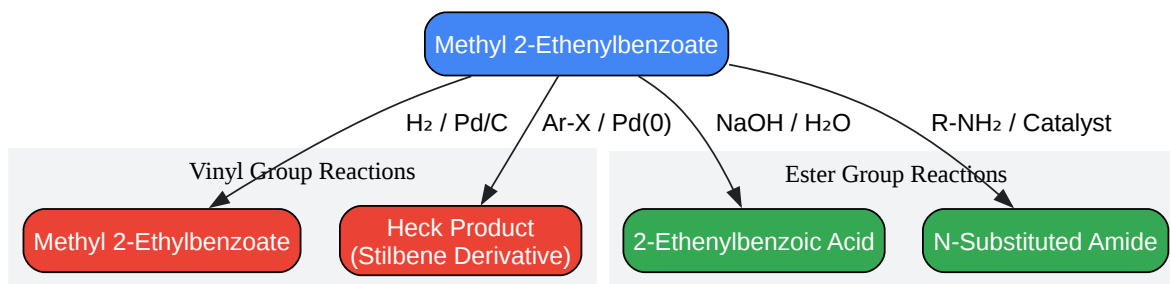 Methyl 2-Ethenylbenzoate
H₂ / Pd/C
Ar-X / Pd(0)
NaOH / H₂O
R-NH₂ / Catalyst
Vinyl Group Reactions
Ester Group Reactions
Methyl 2-Ethylbenzoate
Heck Product
(Stilbene Derivative)
2-Ethenylbenzoic Acid
N-Substituted Amide